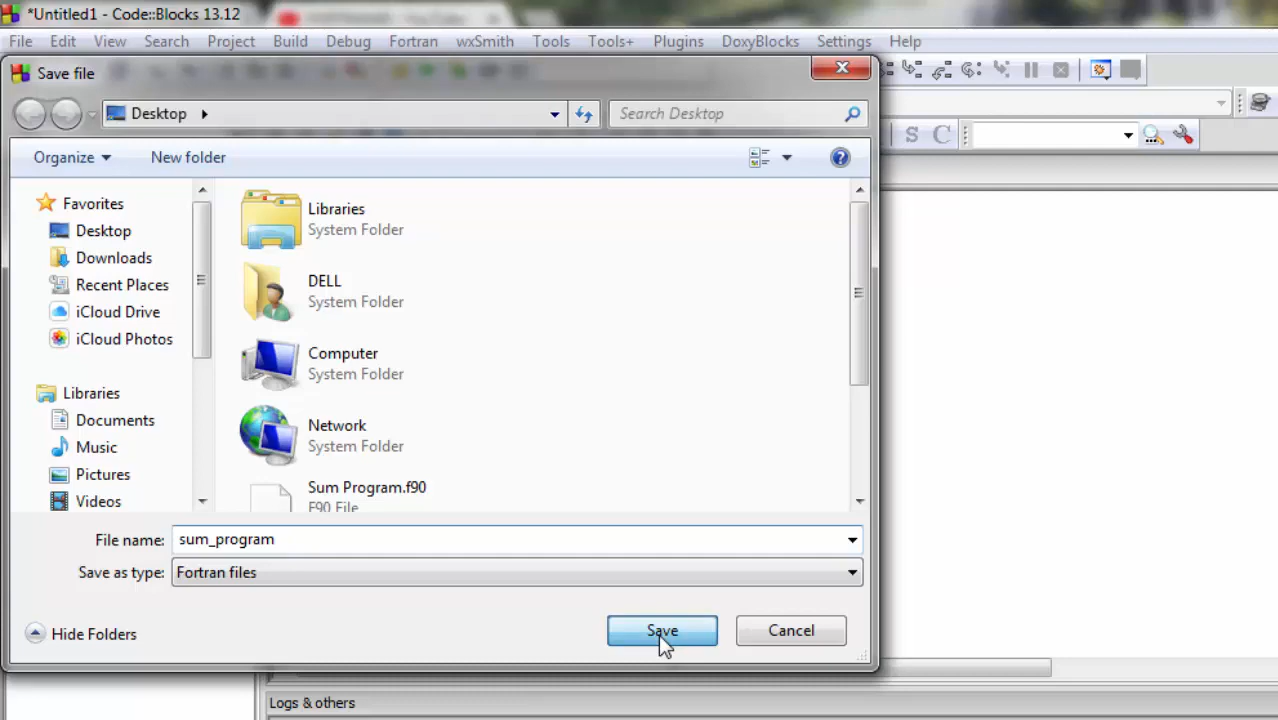 *Untitled1 - Code::Blocks 13.12
File Edit View Search Project Build Debug Fortran wxSmith Tools Tools+ Plugins DoxyBlocks Settings Help
Save file
Desktop
Search Desktop
Organize New folder
Favorites
Desktop
Downloads
Recent Places
iCloud Drive
iCloud Photos
Libraries
Documents
Music
Pictures
Videos
Libraries
System Folder
DELL
System Folder
Computer
System Folder
Network
System Folder
Sum Program.f90
F90 File
File name: sum_program
Save as type: Fortran files
Hide Folders
Save
Cancel
S C
Logs & others